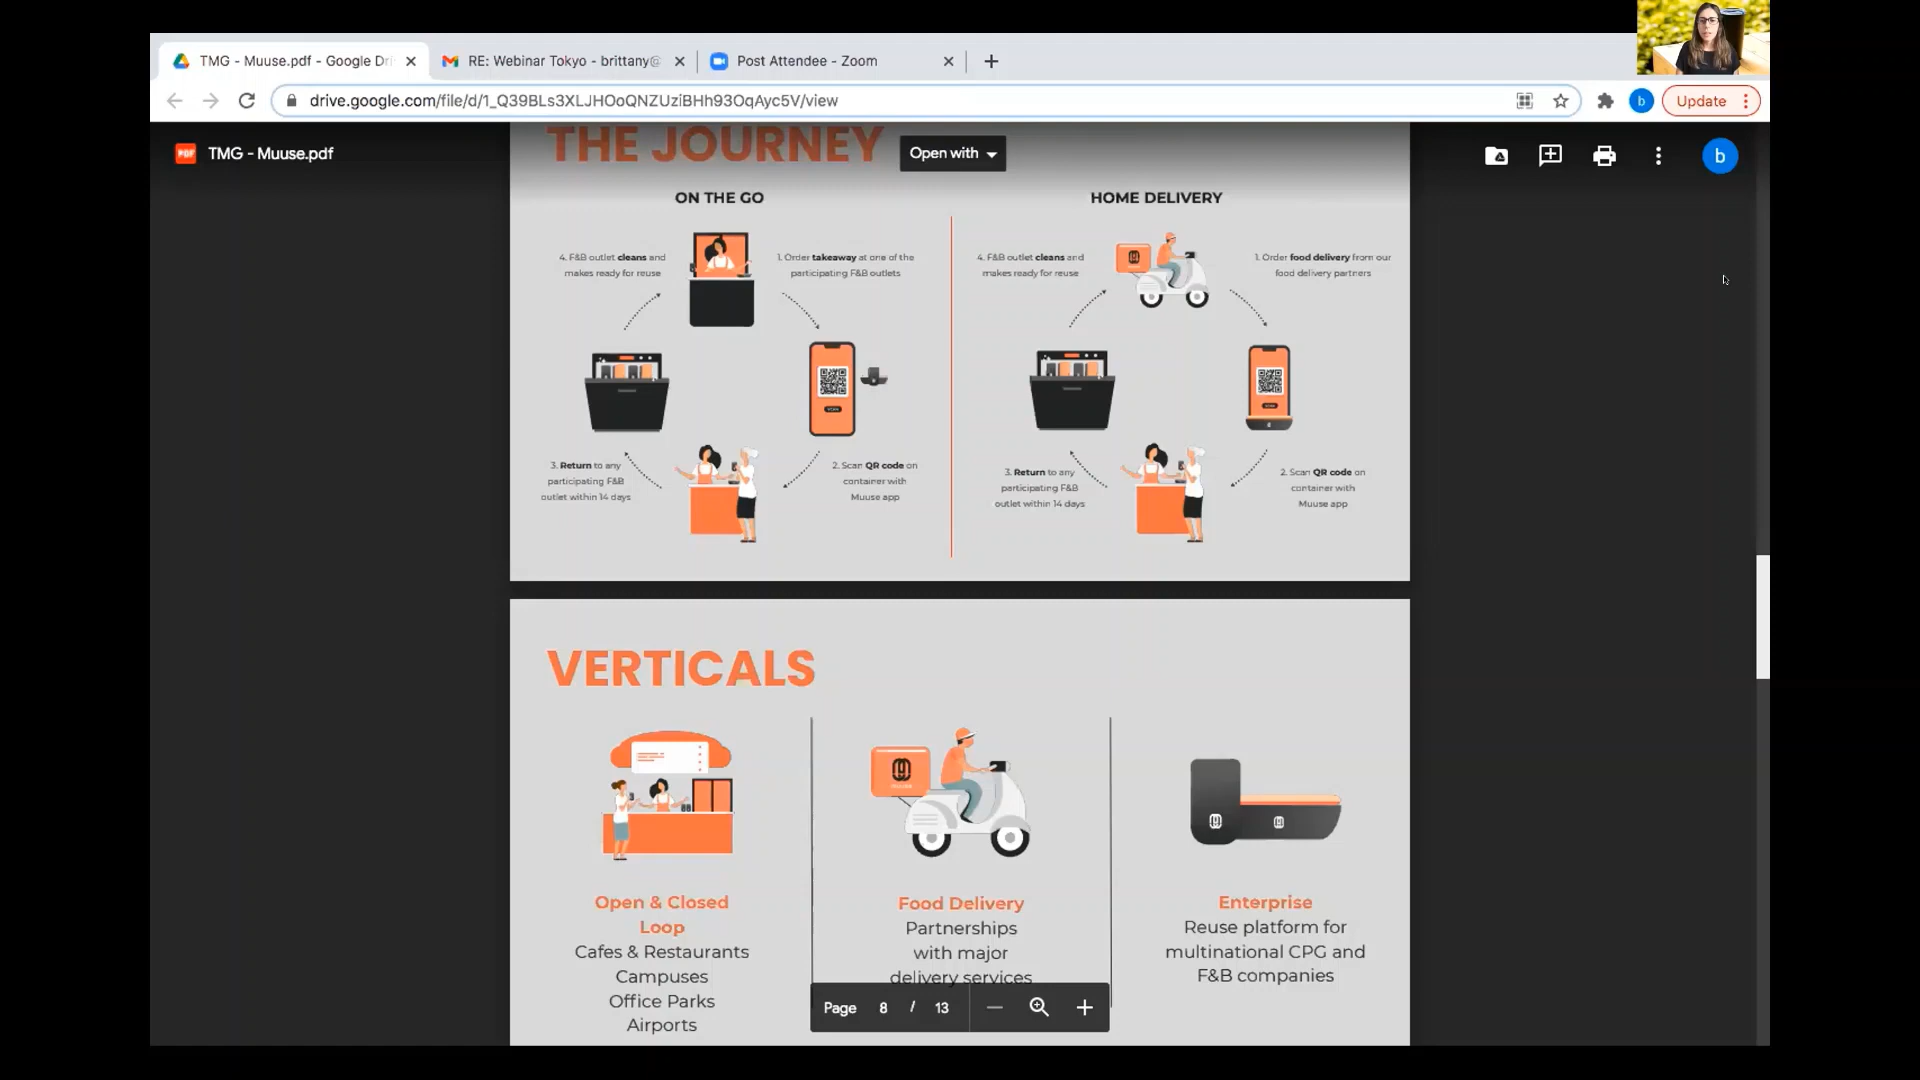 TMG - Muuse.pdf - Google Dri
RE: Webinar Tokyo - brittany@
Post Attendee - Zoom
drive.google.com/file/d/1_Q39BLs3XLJHOoQNZUziBHh93OqAyc5V/view
b
Update
PDF
TMG - Muuse.pdf
THE JOURNEY
Open with
b
ON THE GO
4. F&B outlet cleans and
makes ready for reuse
1. Order takeaway at one of the
participating F&B outlets
3. Return to any
participating F&B
outlet within 14 days
2. Scan QR code on
container with
Muuse app
HOME DELIVERY
4. F&B outlet cleans and
makes ready for reuse
1. Order food delivery from our
food delivery partners
3. Return to any
participating F&B
outlet within 14 days
2. Scan QR code on
container with
Muuse app
VERTICALS
Open & Closed
Loop
Cafes & Restaurants
Campuses
Office Parks
Airports
Food Delivery
Partnerships
with major
delivery services
Enterprise
Reuse platform for
multinational CPG and
F&B companies
Page 8 / 13